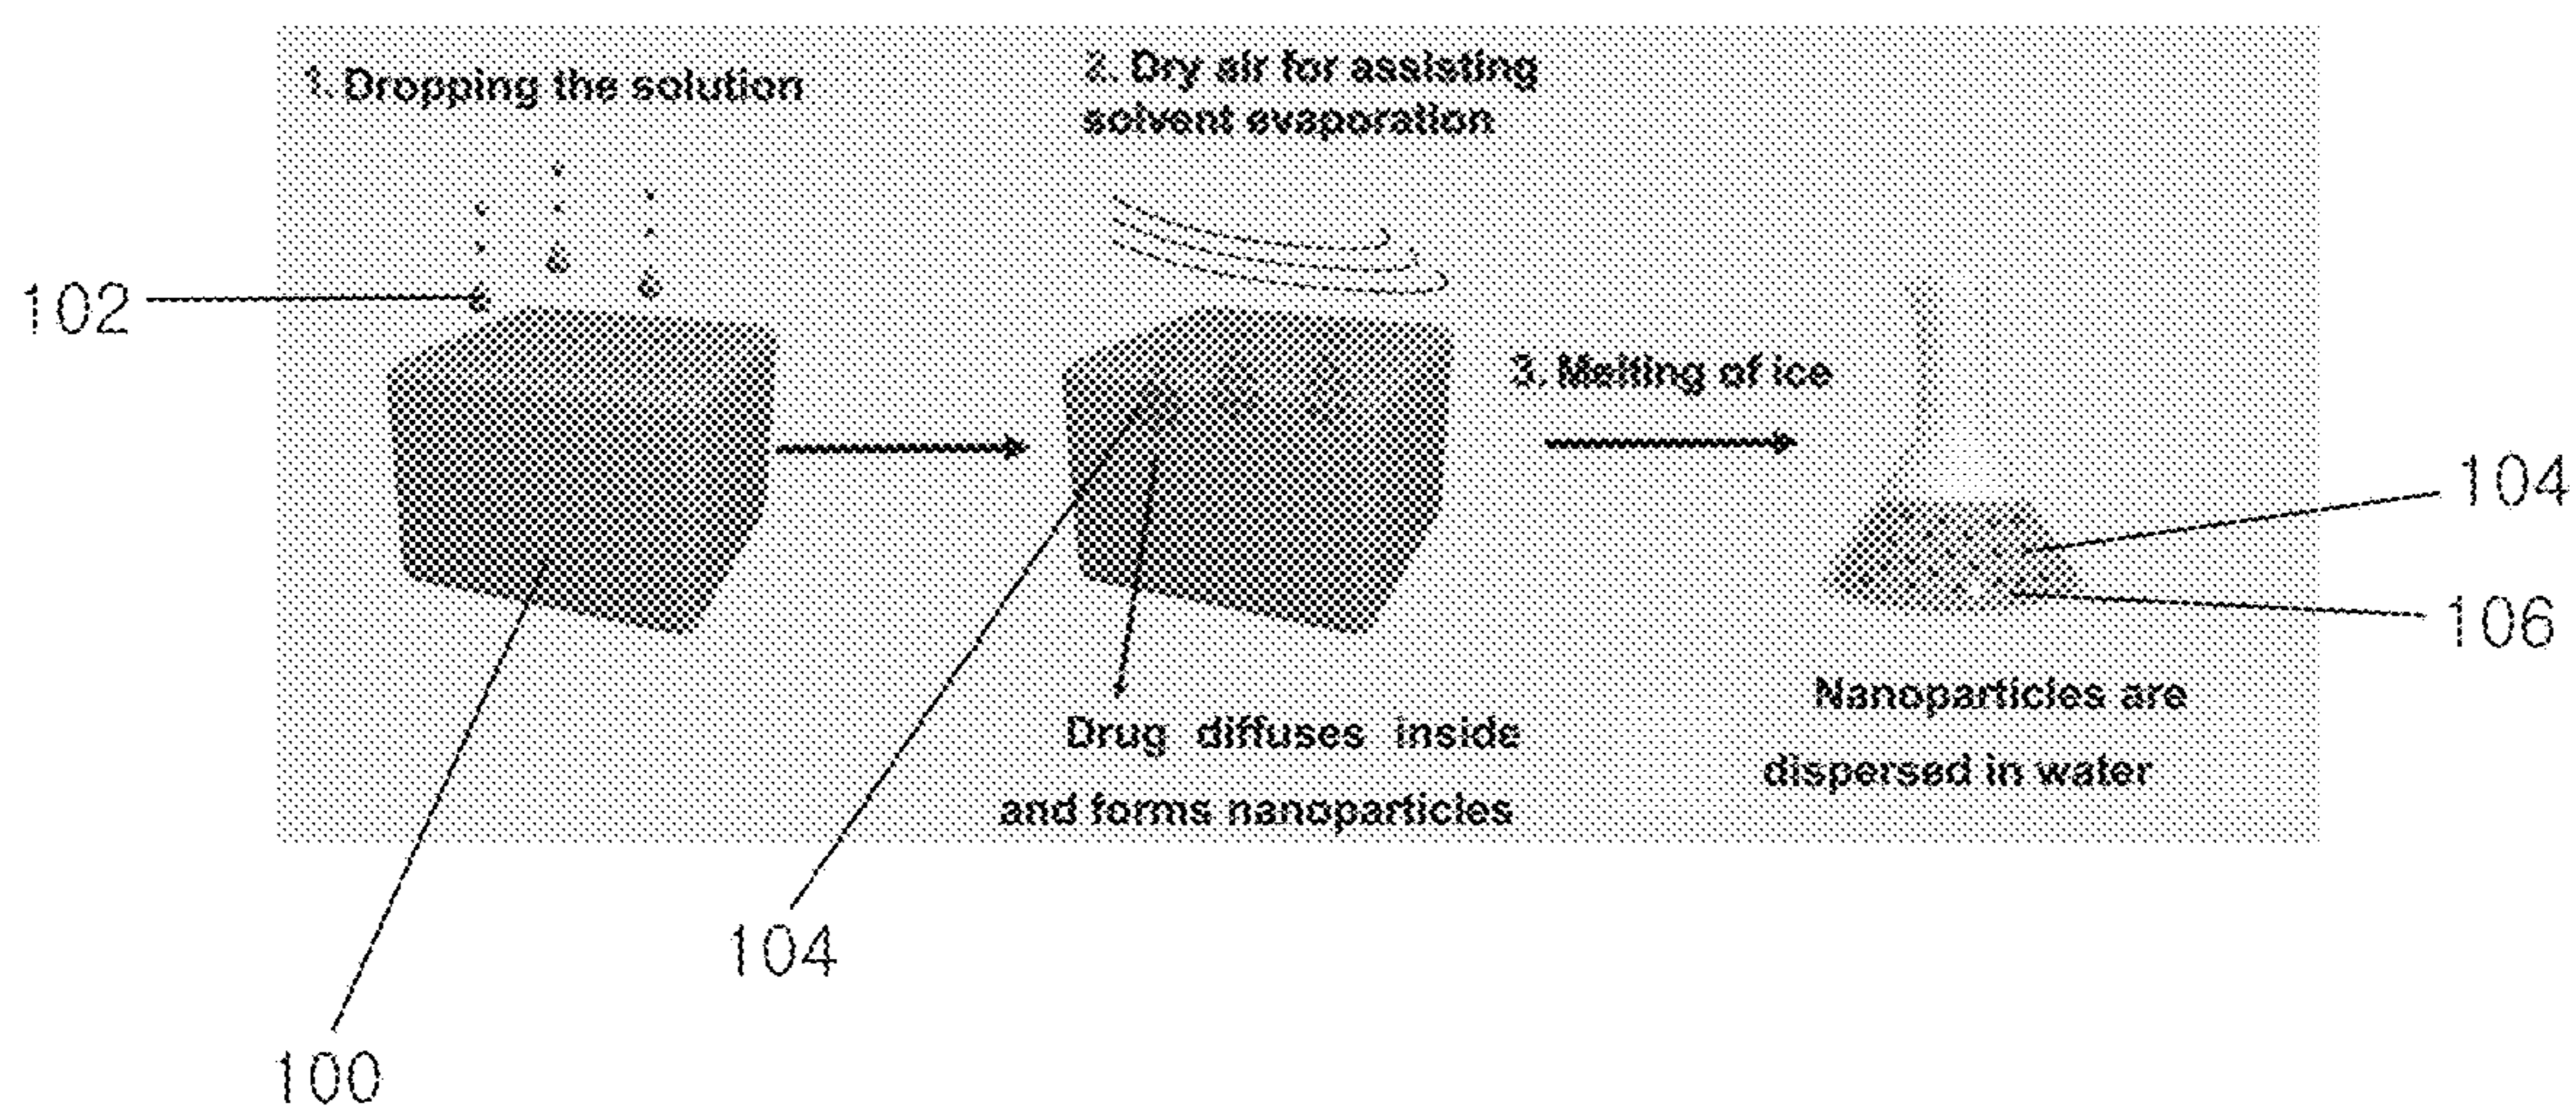 1. Dropping the solution
2. Dry air for assisting
solvent evaporation
102
3. Melting of ice
104
106
Nanoparticles are
dispersed in water
Drug diffuses inside
and forms nanoparticles
104
100